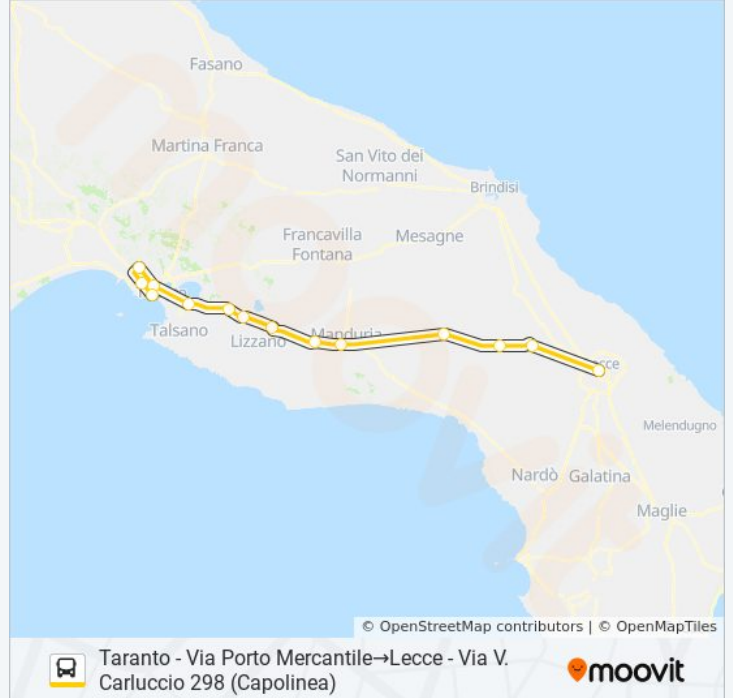 Fasano
Martina Franca
San Vito dei
Normanni
Brindisi
Francavilla
Fontana
Mesagne
Talsano
Lizzano
Manduria
Melendugno
Nardò
Galatina
Maglie
moovit
© OpenStreetMap contributors | © OpenMapTiles
Taranto - Via Porto Mercantile→Lecce - Via V.
Carluccio 298 (Capolinea)
moovit